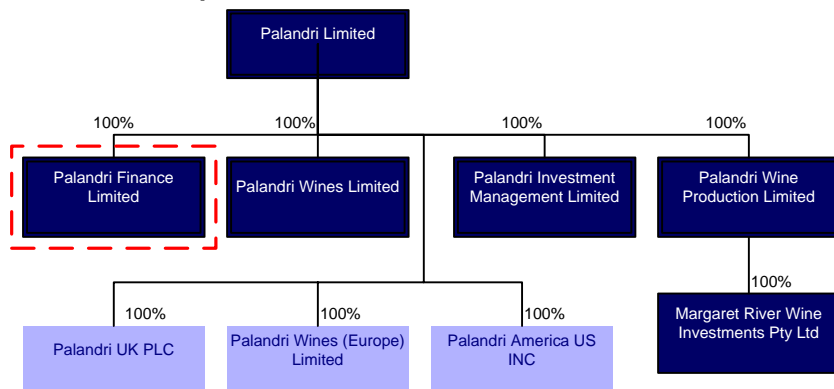 Palandri Limited
100%
100%
100%
100%
Palandri Finance
Limited
Palandri Wines Limited
Palandri Investment
Management Limited
Palandri Wine
Production Limited
100%
100%
100%
100%
Palandri UK PLC
Palandri Wines (Europe)
Limited
Palandri America US
INC
Margaret River Wine
Investments Pty Ltd